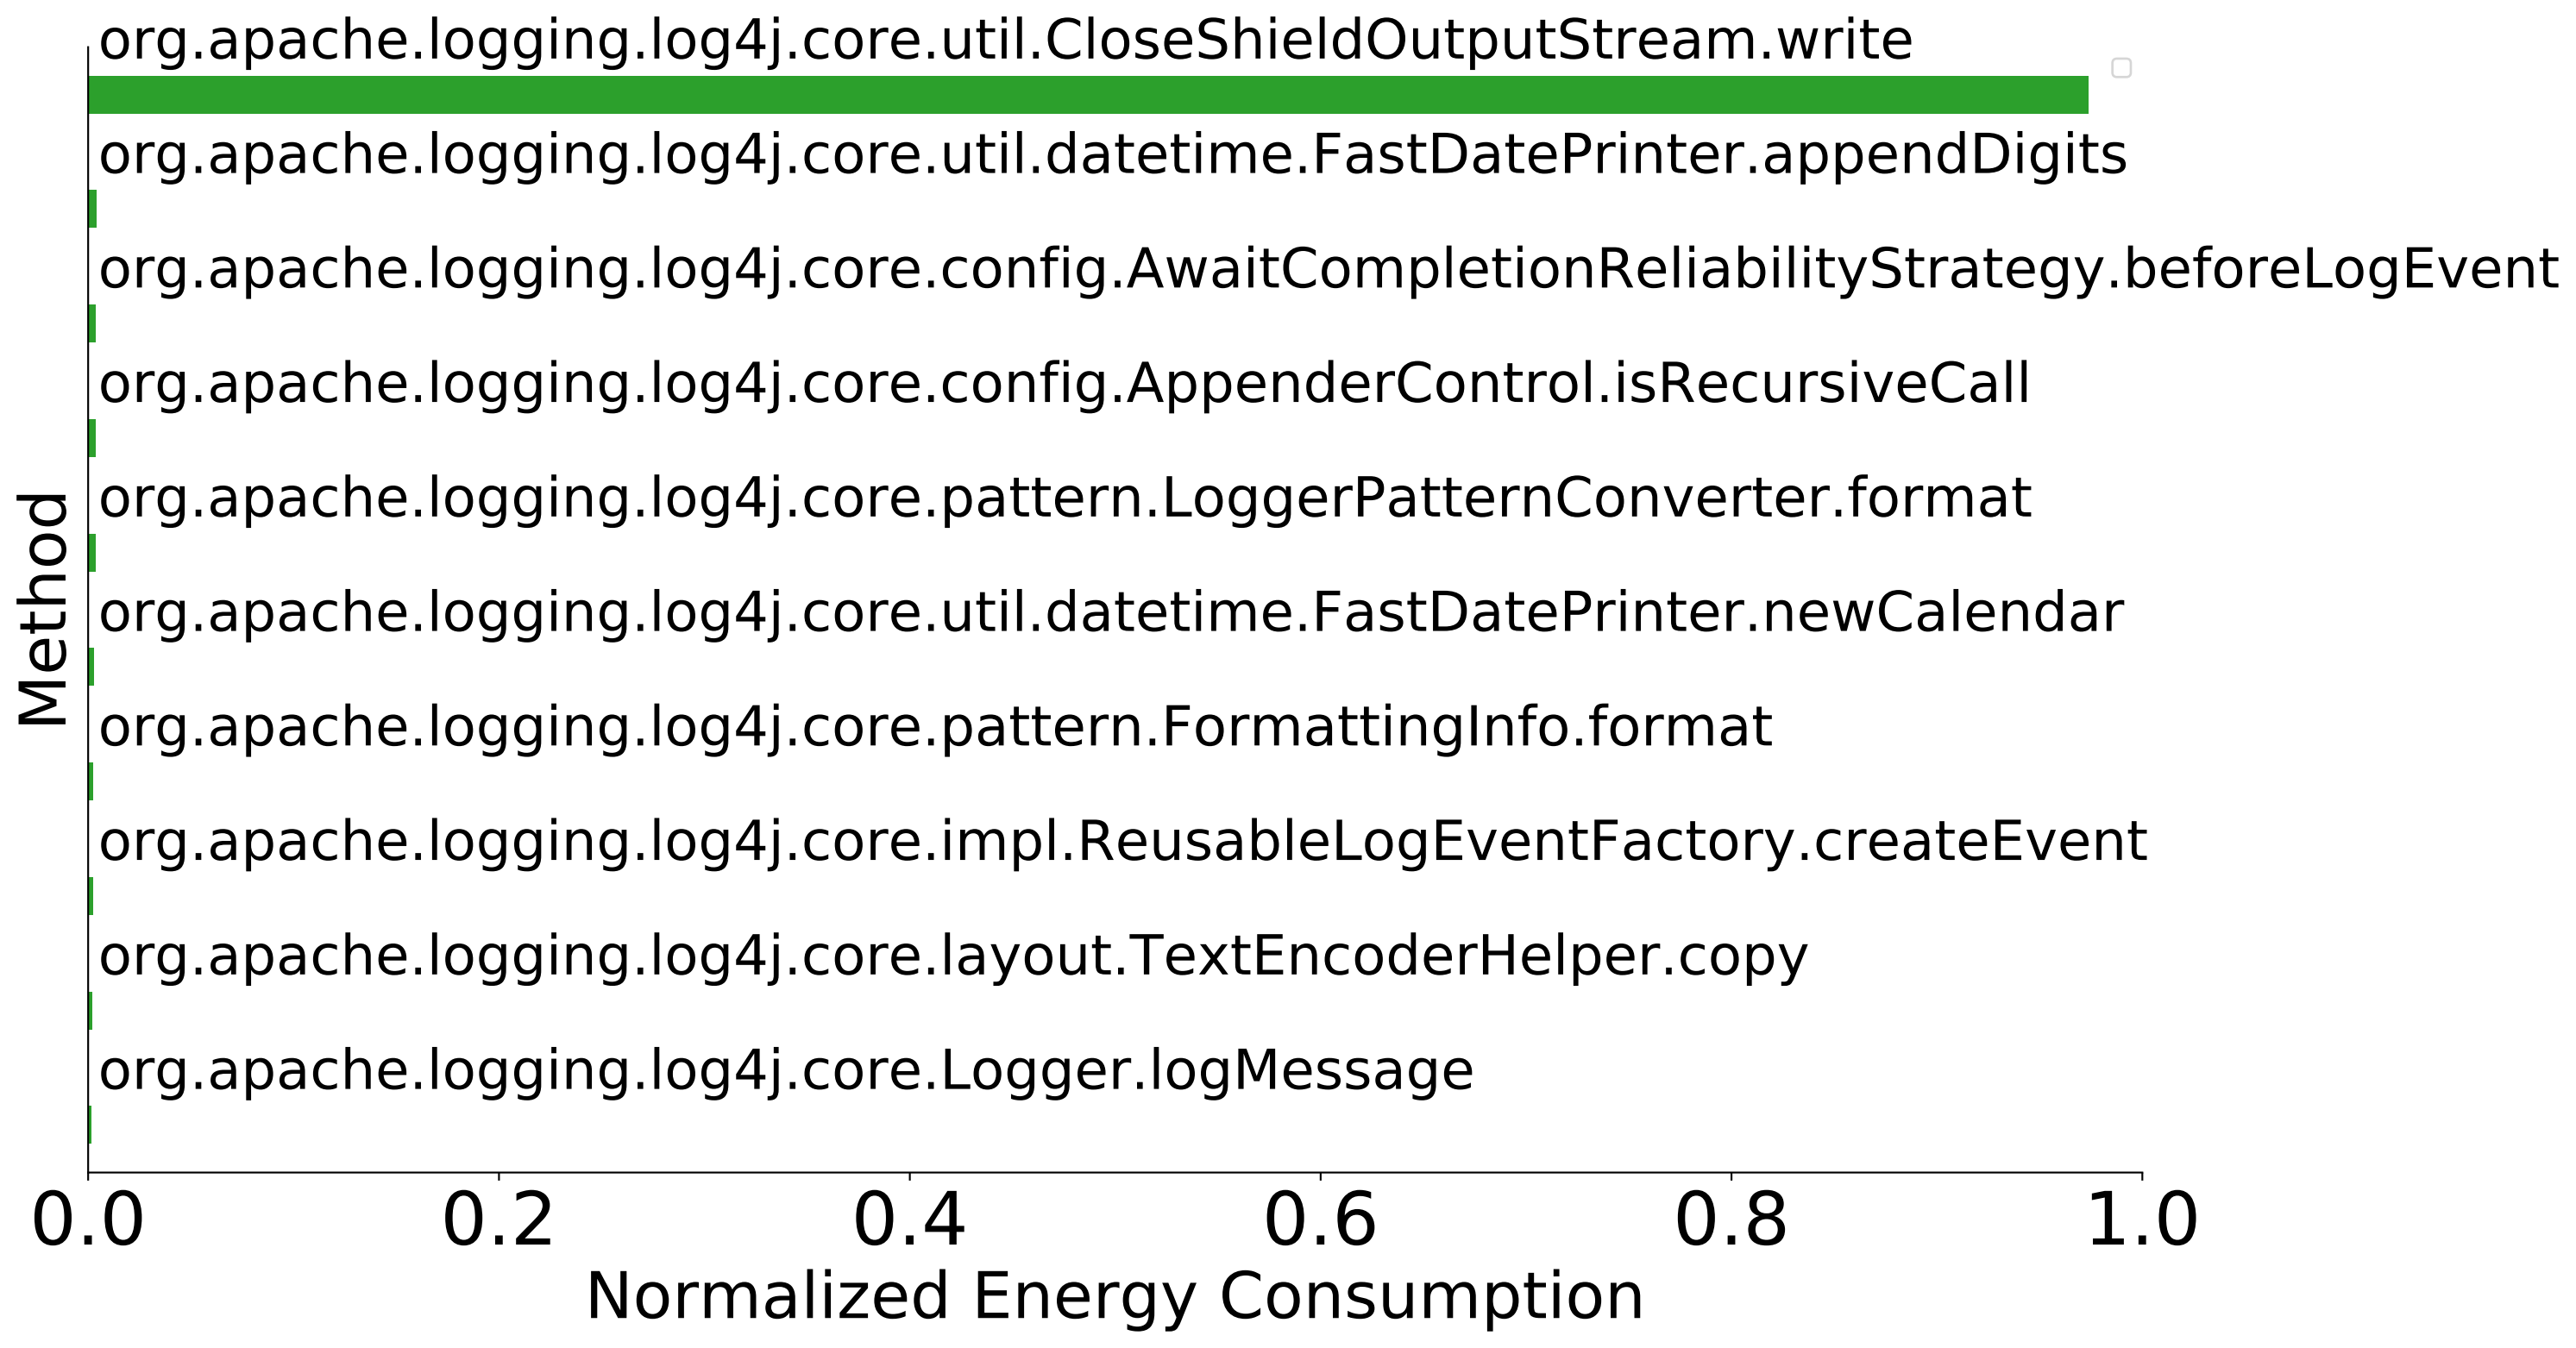 org.apache.logging.log4j.core.util.CloseShieldOutputStream.write
org.apache.logging.log4j.core.util.datetime.FastDatePrinter.appendDigits
org.apache.logging.log4j.core.config.AwaitCompletionReliabilityStrategy.beforeLogEvent
org.apache.logging.log4j.core.config.AppenderControl.isRecursiveCall
org.apache.logging.log4j.core.pattern.LoggerPatternConverter.format
org.apache.logging.log4j.core.util.datetime.FastDatePrinter.newCalendar
org.apache.logging.log4j.core.pattern.FormattingInfo.format
org.apache.logging.log4j.core.impl.ReusableLogEventFactory.createEvent
org.apache.logging.log4j.core.layout.TextEncoderHelper.copy
org.apache.logging.log4j.core.Logger.logMessage
Method
0.0 0.2 0.4 0.6 0.8 1.0
Normalized Energy Consumption